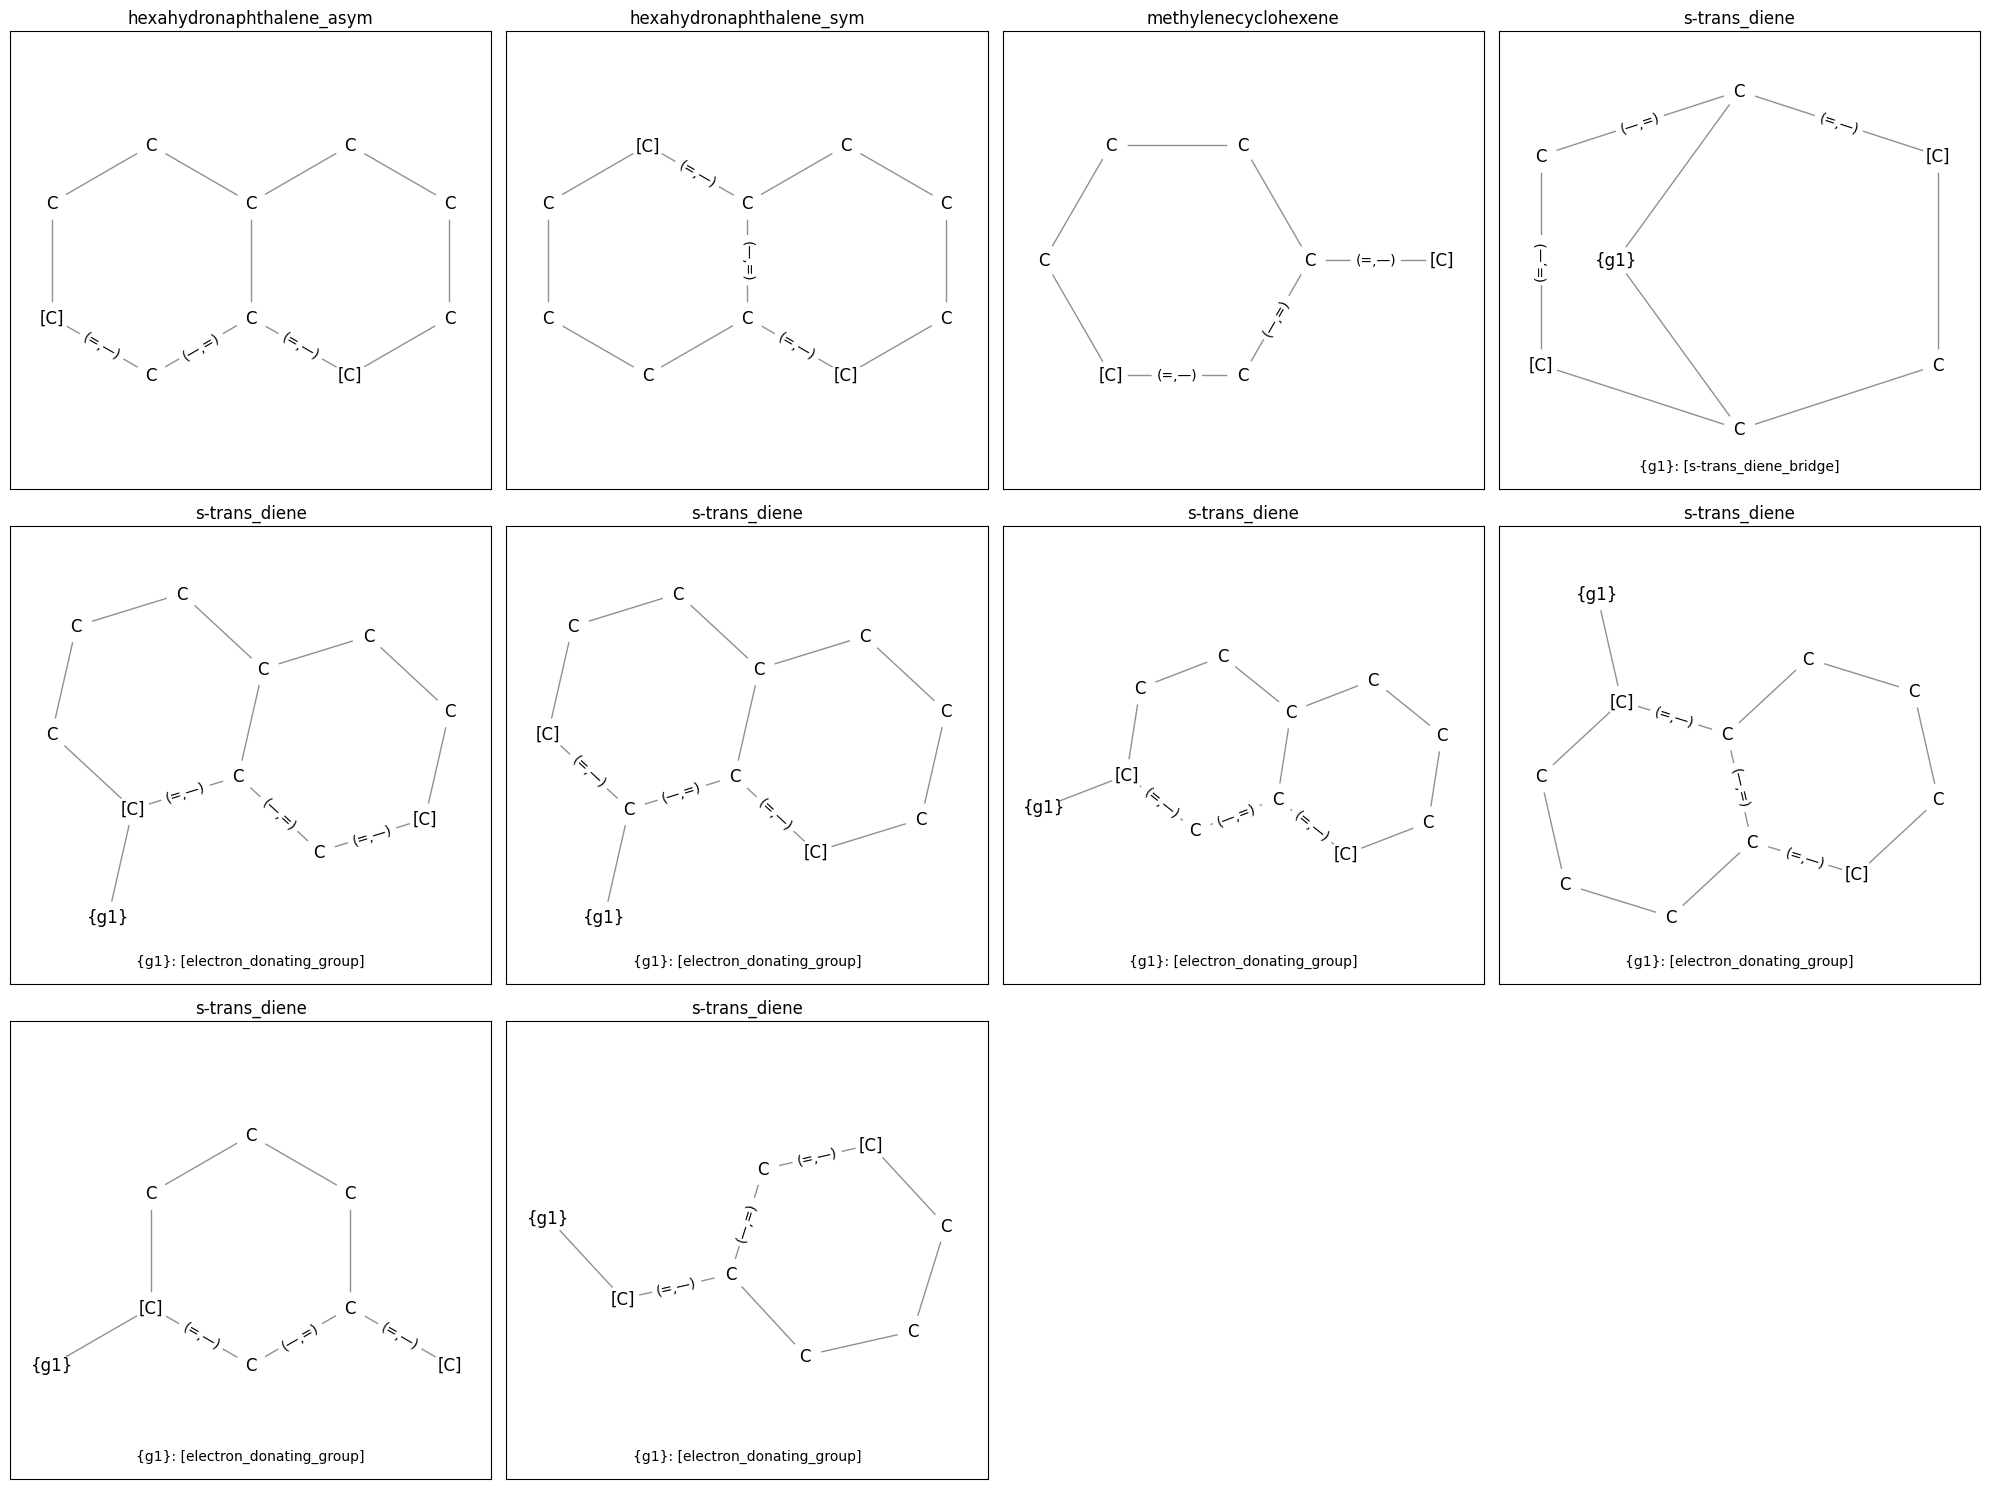 hexahydronaphthalene_asym
C C
C C C
[C] C C
(=,—) (—,=) (=,—)
C [C]
hexahydronaphthalene_sym
[C] C
(=,—)
C C C
(—,=)
C C C
(=,—)
C [C]
methylenecyclohexene
C C
C C (=,—) [C]
(—,=)
[C] (=,—) C
s-trans_diene
C
(—,=) (=,—)
C [C]
(=,—) {g1}
[C] C
C
{g1}: [s-trans_diene_bridge]
s-trans_diene
C
C C
C
C C
C (=,—) (—,=)
[C] (=,—) [C]
C
{g1}
{g1}: [electron_donating_group]
s-trans_diene
C
C C
C
[C] C
(=,—) (—,=) C (=,—)
C C
[C]
{g1}
{g1}: [electron_donating_group]
s-trans_diene
C
C C
C
C
[C]
(=,—) (—,=) C (=,—)
{g1} C
C [C]
{g1}: [electron_donating_group]
s-trans_diene
{g1}
C
[C] (=,—) C
C
C (—,=) C
C (=,—) [C]
C
C
{g1}: [electron_donating_group]
s-trans_diene
C
C C
[C] C
(=,—) (—,=) (=,—)
{g1} C [C]
{g1}: [electron_donating_group]
s-trans_diene
C (=,—) [C]
{g1} (—,=) C
[C] (=,—) C
C
C
{g1}: [electron_donating_group]